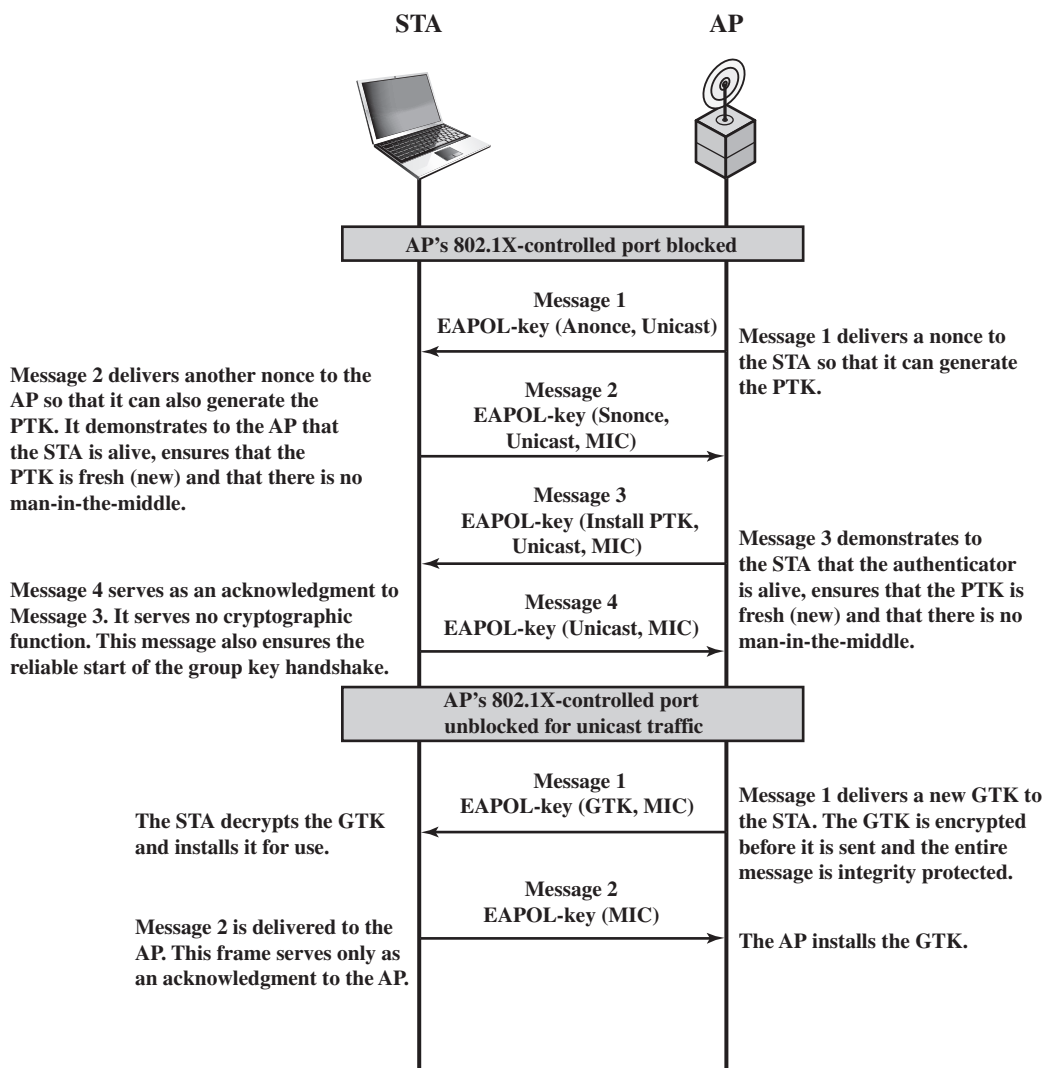 STA
AP
AP's 802.1X-controlled port blocked
Message 1
EAPOL-key (Anonce, Unicast)
Message 1 delivers a nonce to
the STA so that it can generate
the PTK.
Message 2 delivers another nonce to the
AP so that it can also generate the
PTK. It demonstrates to the AP that
the STA is alive, ensures that the
PTK is fresh (new) and that there is no
man-in-the-middle.
Message 2
EAPOL-key (Snonce,
Unicast, MIC)
Message 3
EAPOL-key (Install PTK,
Unicast, MIC)
Message 3 demonstrates to
the STA that the authenticator
is alive, ensures that the PTK is
fresh (new) and that there is no
man-in-the-middle.
Message 4 serves as an acknowledgment to
Message 3. It serves no cryptographic
function. This message also ensures the
reliable start of the group key handshake.
Message 4
EAPOL-key (Unicast, MIC)
AP's 802.1X-controlled port
unblocked for unicast traffic
Message 1
EAPOL-key (GTK, MIC)
Message 1 delivers a new GTK to
the STA. The GTK is encrypted
before it is sent and the entire
message is integrity protected.
The STA decrypts the GTK
and installs it for use.
Message 2
EAPOL-key (MIC)
Message 2 is delivered to the
AP. This frame serves only as
an acknowledgment to the AP.
The AP installs the GTK.